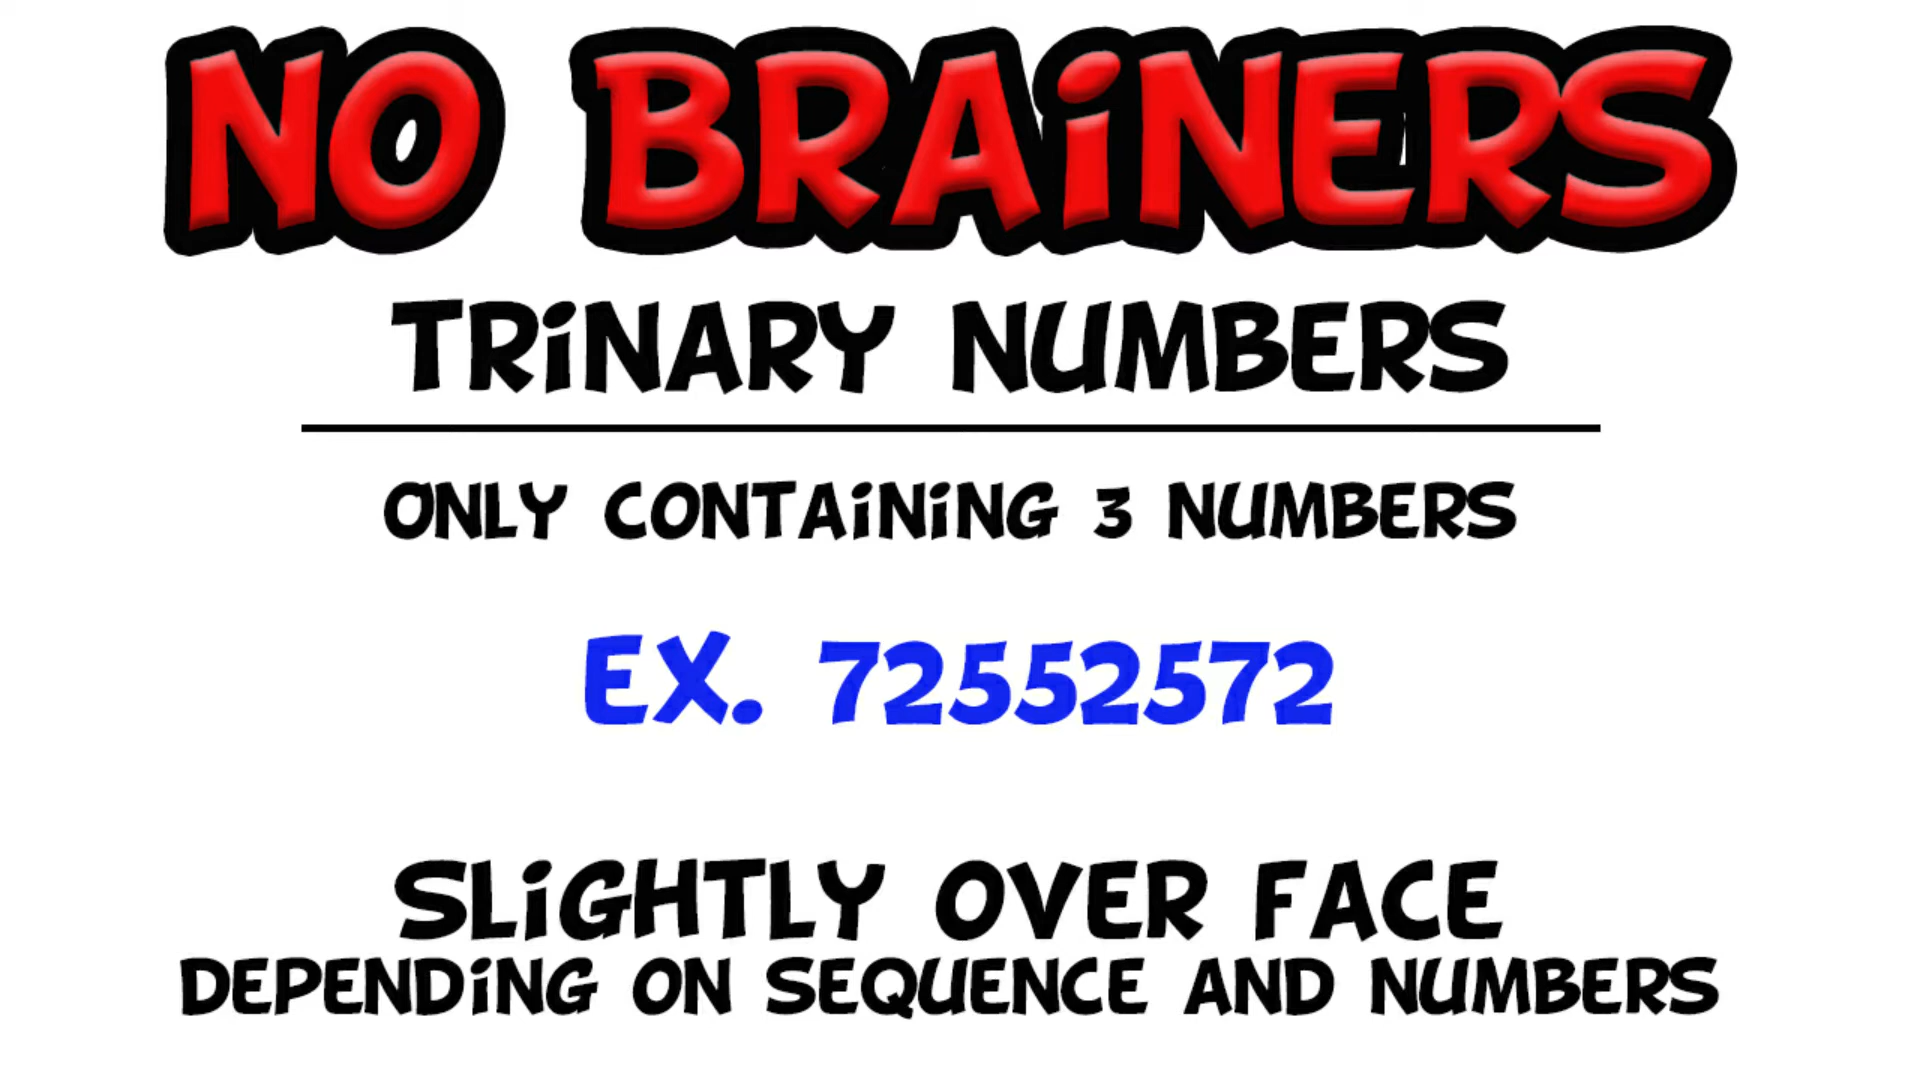 NO BRAINERS
TRINARY NUMBERS
ONLY CONTAINING 3 NUMBERS
EX. 72552572
SLIGHTLY OVER FACE
DEPENDING ON SEQUENCE AND NUMBERS